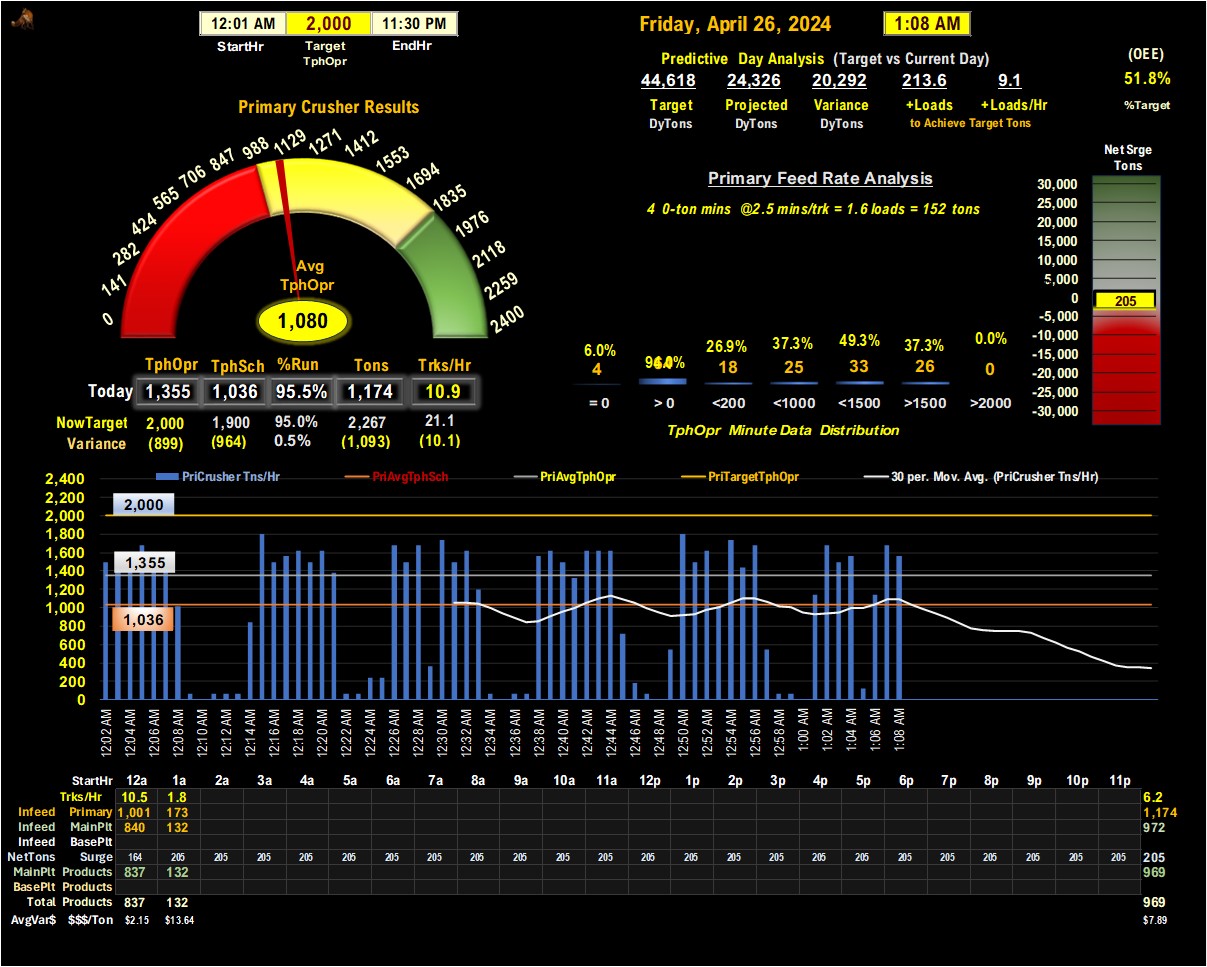 12:01 AM 2,000 11:30 PM
StartHr Target TphOpr EndHr
Friday, April 26, 2024 1:08 AM
Predictive Day Analysis (Target vs Current Day)
44,618 24,326 20,292 213.6 9.1
Target Projected Variance +Loads +Loads/Hr
DyTons DyTons DyTons to Achieve Target Tons
(OEE)
51.8%
%Target
Primary Crusher Results
0 141 282 424 565 706 847 988 1129 1271 1412 1553 1694 1835 1976 2118 2259 2400
Avg
TphOpr
1,080
TphOpr TphSch %Run Tons Trks/Hr
Today 1,355 1,036 95.5% 1,174 10.9
NowTarget 2,000 1,900 95.0% 2,267 21.1
Variance (899) (964) 0.5% (1,093) (10.1)
Primary Feed Rate Analysis
4 0-ton mins @2.5 mins/trk = 1.6 loads = 152 tons
6.0% 26.9% 37.3% 49.3% 37.3% 0.0%
4 18 25 33 26 0
= 0 > 0 <200 <1000 <1500 >1500 >2000
TphOpr Minute Data Distribution
Net Srge
Tons
30,000
25,000
20,000
15,000
10,000
5,000
0
205
-5,000
-10,000
-15,000
-20,000
-25,000
-30,000
PriCrusher Tns/Hr PriAvgTphSch PriAvgTphOpr PriTargetTphOpr 30 per. Mov. Avg. (PriCrusher Tns/Hr)
2,400
2,200
2,000
1,800
1,600
1,400
1,200
1,000
800
600
400
200
0
2,000
1,355
1,036
12:02 AM 12:04 AM 12:06 AM 12:08 AM 12:10 AM 12:12 AM 12:14 AM 12:16 AM 12:18 AM 12:20 AM 12:22 AM 12:24 AM 12:26 AM 12:28 AM 12:30 AM 12:32 AM 12:34 AM 12:36 AM 12:38 AM 12:40 AM 12:42 AM 12:44 AM 12:46 AM 12:48 AM 12:50 AM 12:52 AM 12:54 AM 12:56 AM 12:58 AM 1:00 AM 1:02 AM 1:04 AM 1:06 AM 1:08 AM
StartHr 12a 1a 2a 3a 4a 5a 6a 7a 8a 9a 10a 11a 12p 1p 2p 3p 4p 5p 6p 7p 8p 9p 10p 11p
Trks/Hr 10.5 1.8 6.2
Infeed Primary 1,001 173 1,174
Infeed MainPlt 840 132 972
Infeed BasePlt
NetTons Surge 164 205 205 205 205 205 205 205 205 205 205 205 205 205 205 205 205 205 205 205 205 205 205 205 205
MainPlt Products 837 132 969
BasePlt Products
Total Products 837 132 969
AvgVar$ $$$/Ton $2.15 $13.64 $7.89